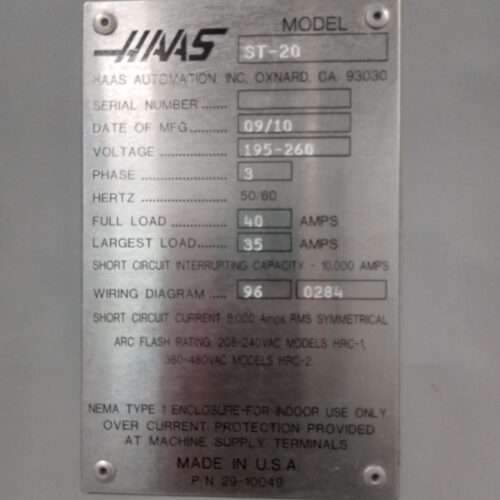 HAAS MODEL
ST-20
HAAS AUTOMATION, INC. OXNARD, CA. 93030
SERIAL NUMBER .......
DATE OF MFG ....... 09/10
VOLTAGE ................ 195-260
PHASE .................... 3
HERTZ .................... 50/60
FULL LOAD ........ 40 AMPS
LARGEST LOAD ........ 35 AMPS
SHORT CIRCUIT INTERRUPTING CAPACITY - 10,000 AMPS
WIRING DIAGRAM ..... 96 0284
SHORT CIRCUIT CURRENT Amps RMS SYMMETRICAL
ARC FLASH RATING: 208-240VAC MODELS HRC-1,
380-480VAC MODELS HRC-2
NEMA TYPE 1 ENCLOSURE-FOR INDOOR USE ONLY
OVER CURRENT PROTECTION PROVIDED
AT MACHINE SUPPLY TERMINALS
MADE IN U.S.A.
P/N 29-10049